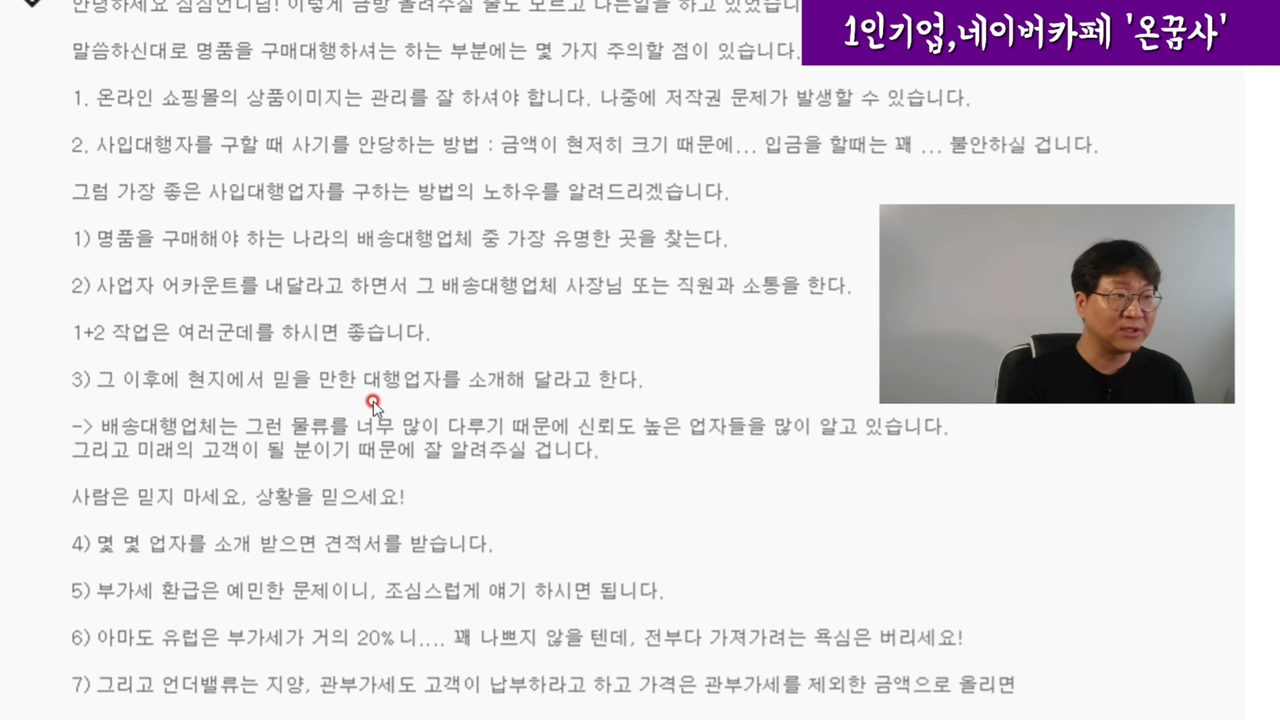 안녕하세요 심심언니님! 이렇게 금방 올려주실 줄도 모르고 다른일을 하고 있었습니
1인기업,네이버카페 '온꿈사'
말씀하신대로 명품을 구매대행하셔는 하는 부분에는 몇 가지 주의할 점이 있습니다.
1. 온라인 쇼핑몰의 상품이미지는 관리를 잘 하셔야 합니다. 나중에 저작권 문제가 발생할 수 있습니다.
2. 사입대행자를 구할 때 사기를 안당하는 방법 : 금액이 현저히 크기 때문에... 입금을 할때는 꽤 ... 불안하실 겁니다.
그럼 가장 좋은 사입대행업자를 구하는 방법의 노하우를 알려드리겠습니다.
1) 명품을 구매해야 하는 나라의 배송대행업체 중 가장 유명한 곳을 찾는다.
2) 사업자 어카운트를 내달라고 하면서 그 배송대행업체 사장님 또는 직원과 소통을 한다.
1+2 작업은 여러군데를 하시면 좋습니다.
3) 그 이후에 현지에서 믿을 만한 대행업자를 소개해 달라고 한다.
-> 배송대행업체는 그런 물류를 너무 많이 다루기 때문에 신뢰도 높은 업자들을 많이 알고 있습니다.
그리고 미래의 고객이 될 분이기 때문에 잘 알려주실 겁니다.
사람은 믿지 마세요, 상황을 믿으세요!
4) 몇 몇 업자를 소개 받으면 견적서를 받습니다.
5) 부가세 환급은 예민한 문제이니, 조심스럽게 얘기 하시면 됩니다.
6) 아마도 유럽은 부가세가 거의 20% 니.... 꽤 나쁘지 않을 텐데, 전부다 가져가려는 욕심은 버리세요!
7) 그리고 언더밸류는 지양, 관부가세도 고객이 납부하라고 하고 가격은 관부가세를 제외한 금액으로 올리면